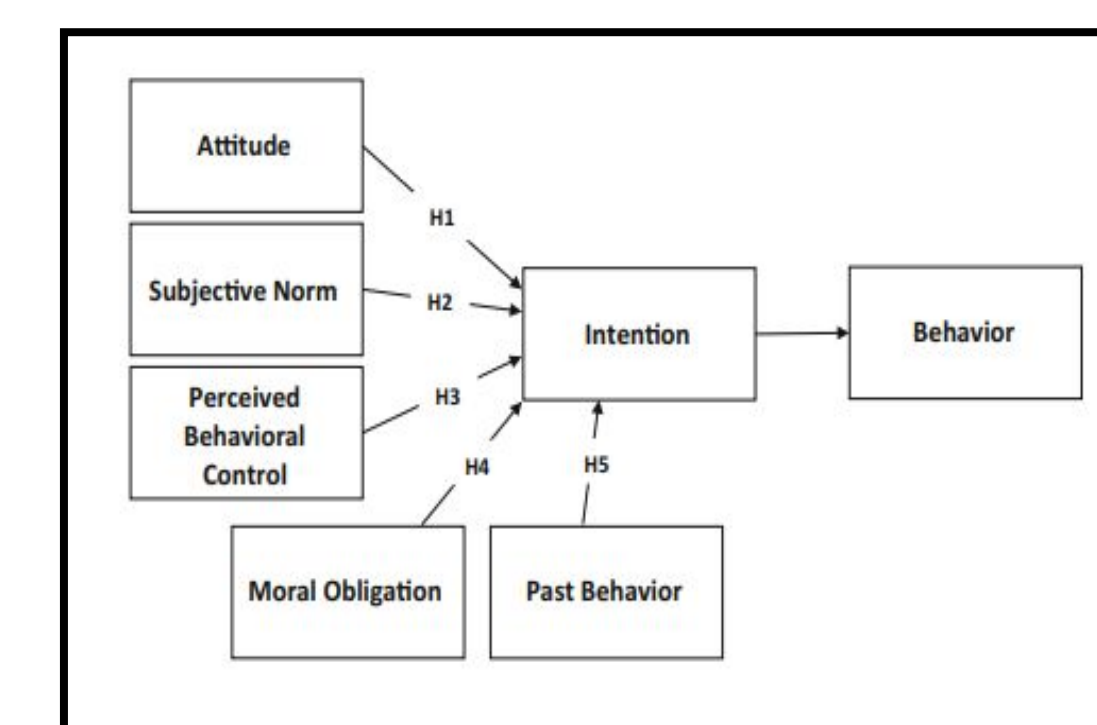 Attitude
H1
Subjective Norm
H2
Intention
Behavior
Perceived
Behavioral
Control
H3
H4
H5
Moral Obligation
Past Behavior